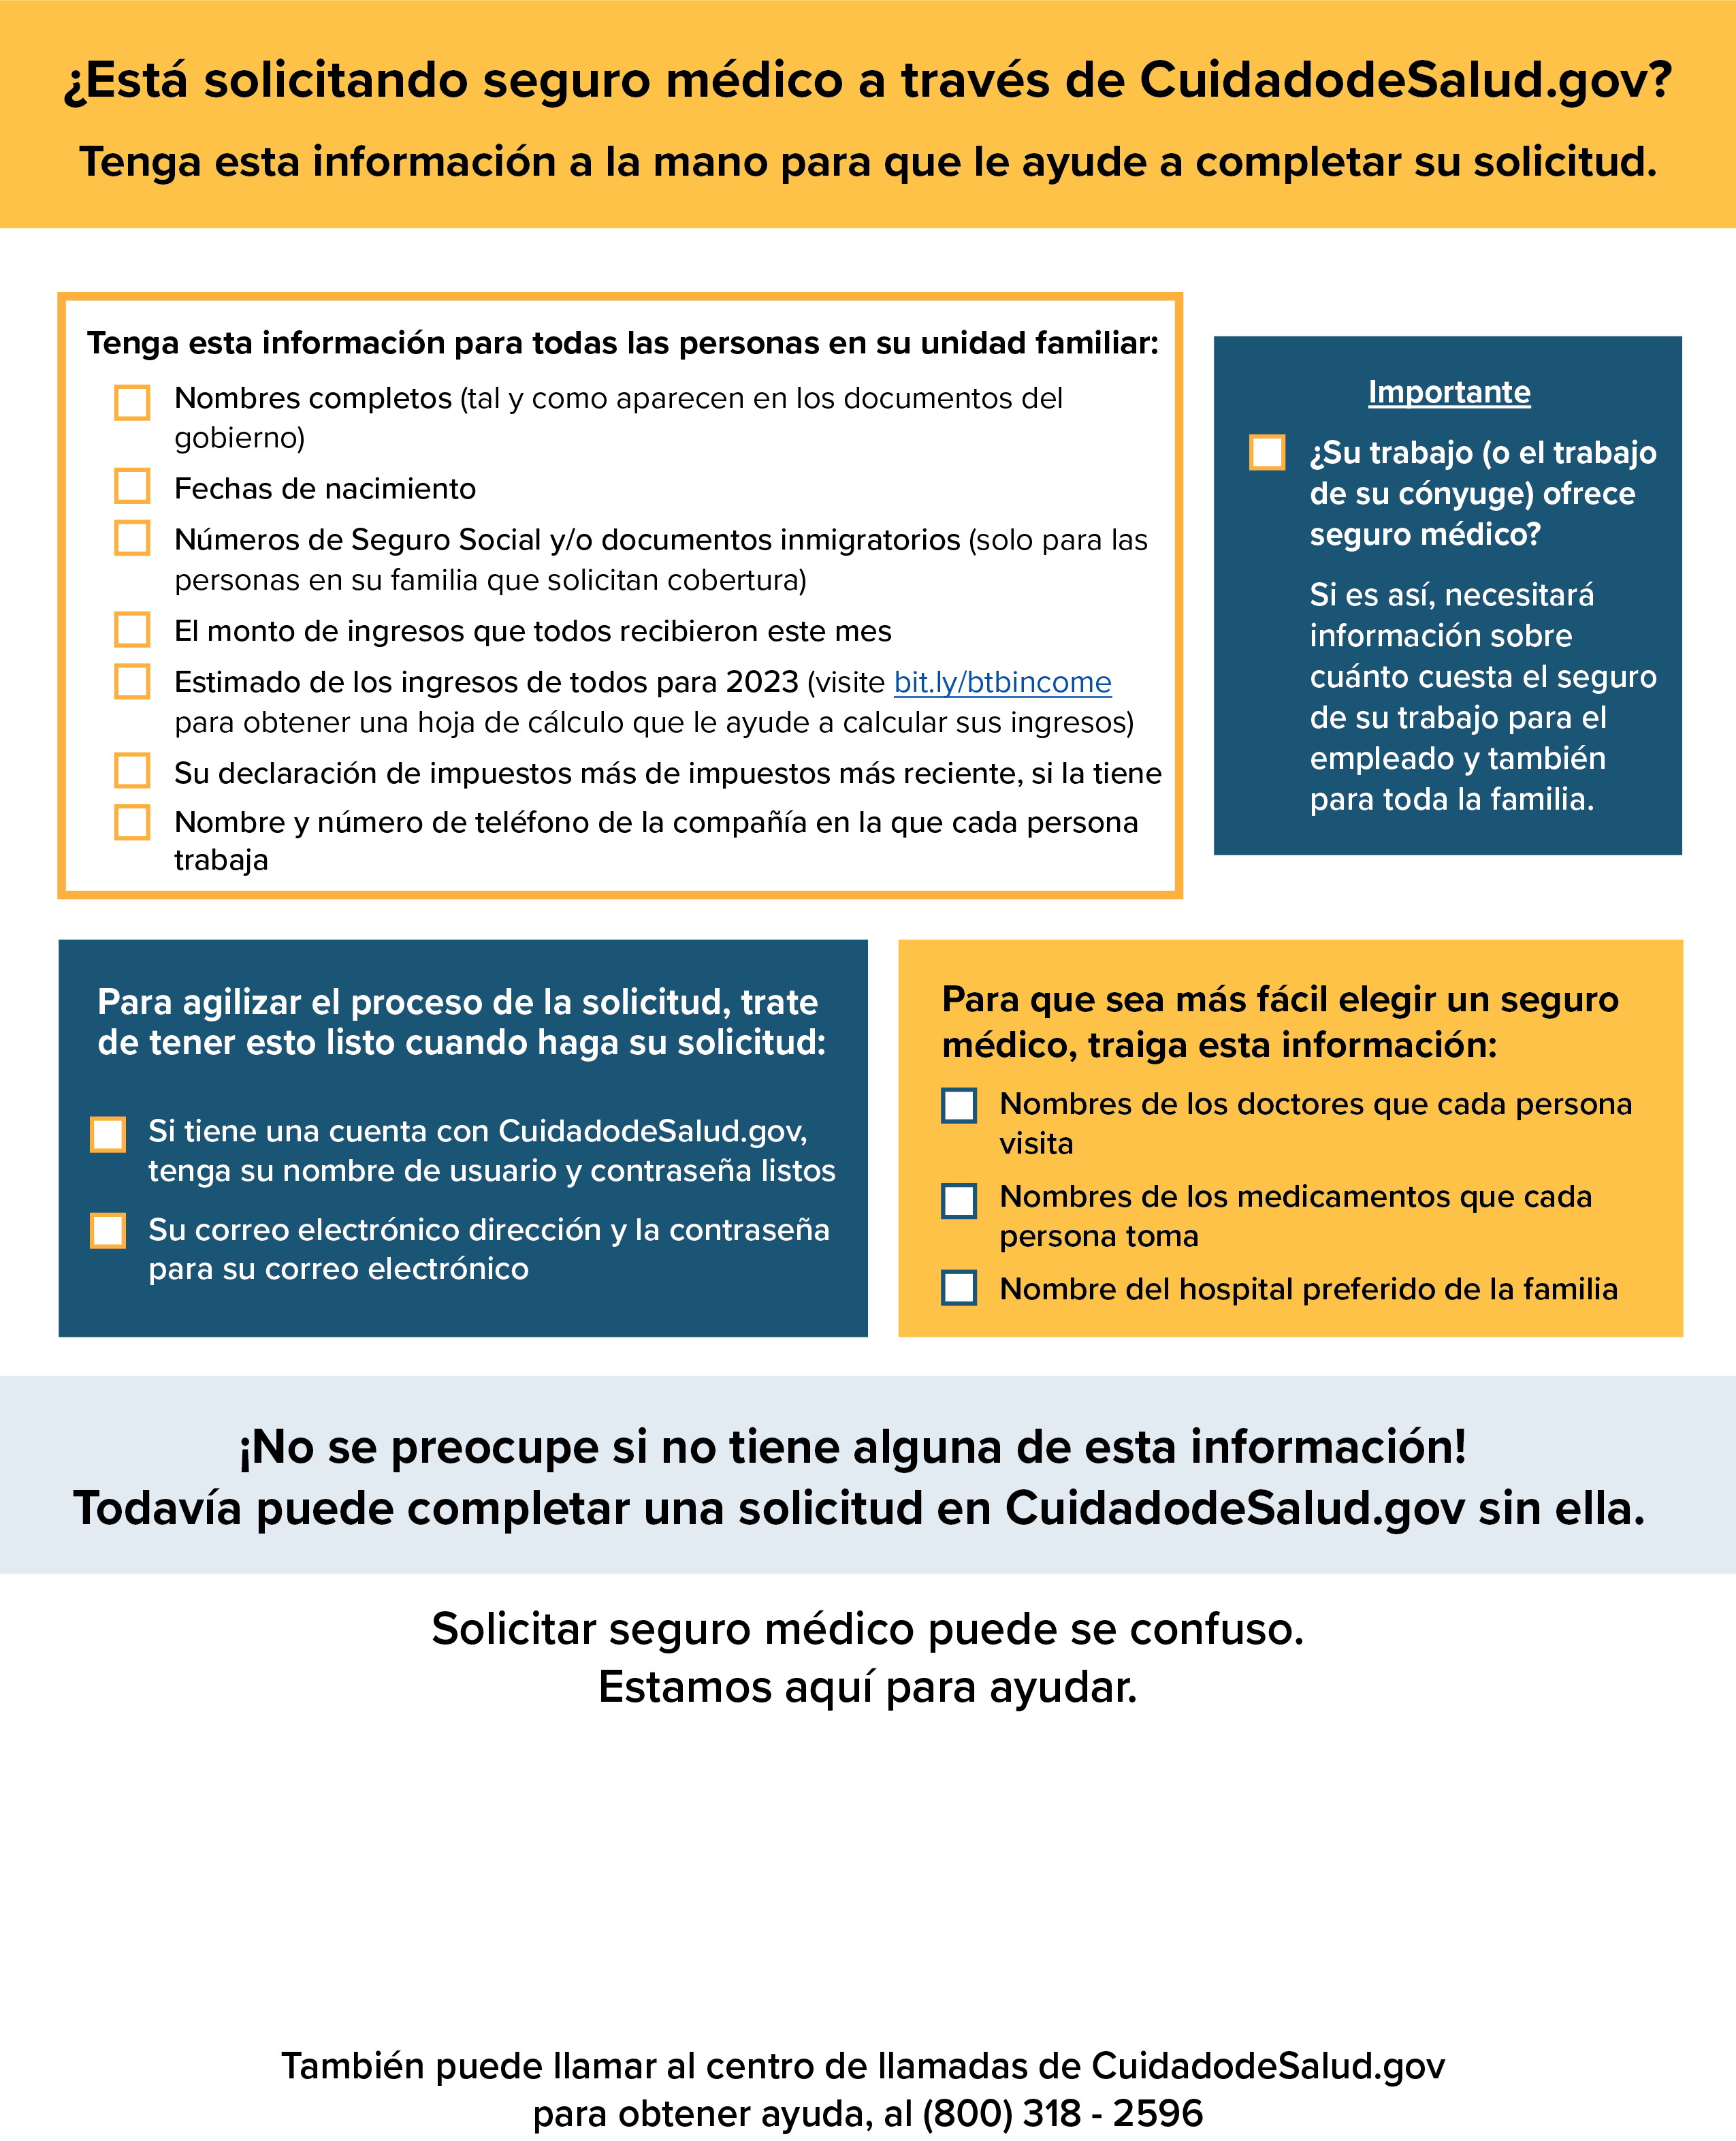 ¿Está solicitando seguro médico a través de CuidadodeSalud.gov?
Tenga esta información a la mano para que le ayude a completar su solicitud.
Tenga esta información para todas las personas en su unidad familiar:
Nombres completos (tal y como aparecen en los documentos del
gobierno)
Fechas de nacimiento
Números de Seguro Social y/o documentos inmigratorios (solo para las
personas en su familia que solicitan cobertura)
El monto de ingresos que todos recibieron este mes
Estimado de los ingresos de todos para 2023 (visite bit.ly/btbincome
para obtener una hoja de cálculo que le ayude a calcular sus ingresos)
Su declaración de impuestos más de impuestos más reciente, si la tiene
Nombre y número de teléfono de la compañía en la que cada persona
trabaja
Importante
¿Su trabajo (o el trabajo
de su cónyuge) ofrece
seguro médico?
Si es así, necesitará
información sobre
cuánto cuesta el seguro
de su trabajo para el
empleado y también
para toda la familia.
Para agilizar el proceso de la solicitud, trate
de tener esto listo cuando haga su solicitud:
Si tiene una cuenta con CuidadodeSalud.gov,
tenga su nombre de usuario y contraseña listos
Su correo electrónico dirección y la contraseña
para su correo electrónico
Para que sea más fácil elegir un seguro
médico, traiga esta información:
Nombres de los doctores que cada persona
visita
Nombres de los medicamentos que cada
persona toma
Nombre del hospital preferido de la familia
¡No se preocupe si no tiene alguna de esta información!
Todavía puede completar una solicitud en CuidadodeSalud.gov sin ella.
Solicitar seguro médico puede se confuso.
Estamos aquí para ayudar.
También puede llamar al centro de llamadas de CuidadodeSalud.gov
para obtener ayuda, al (800) 318 - 2596